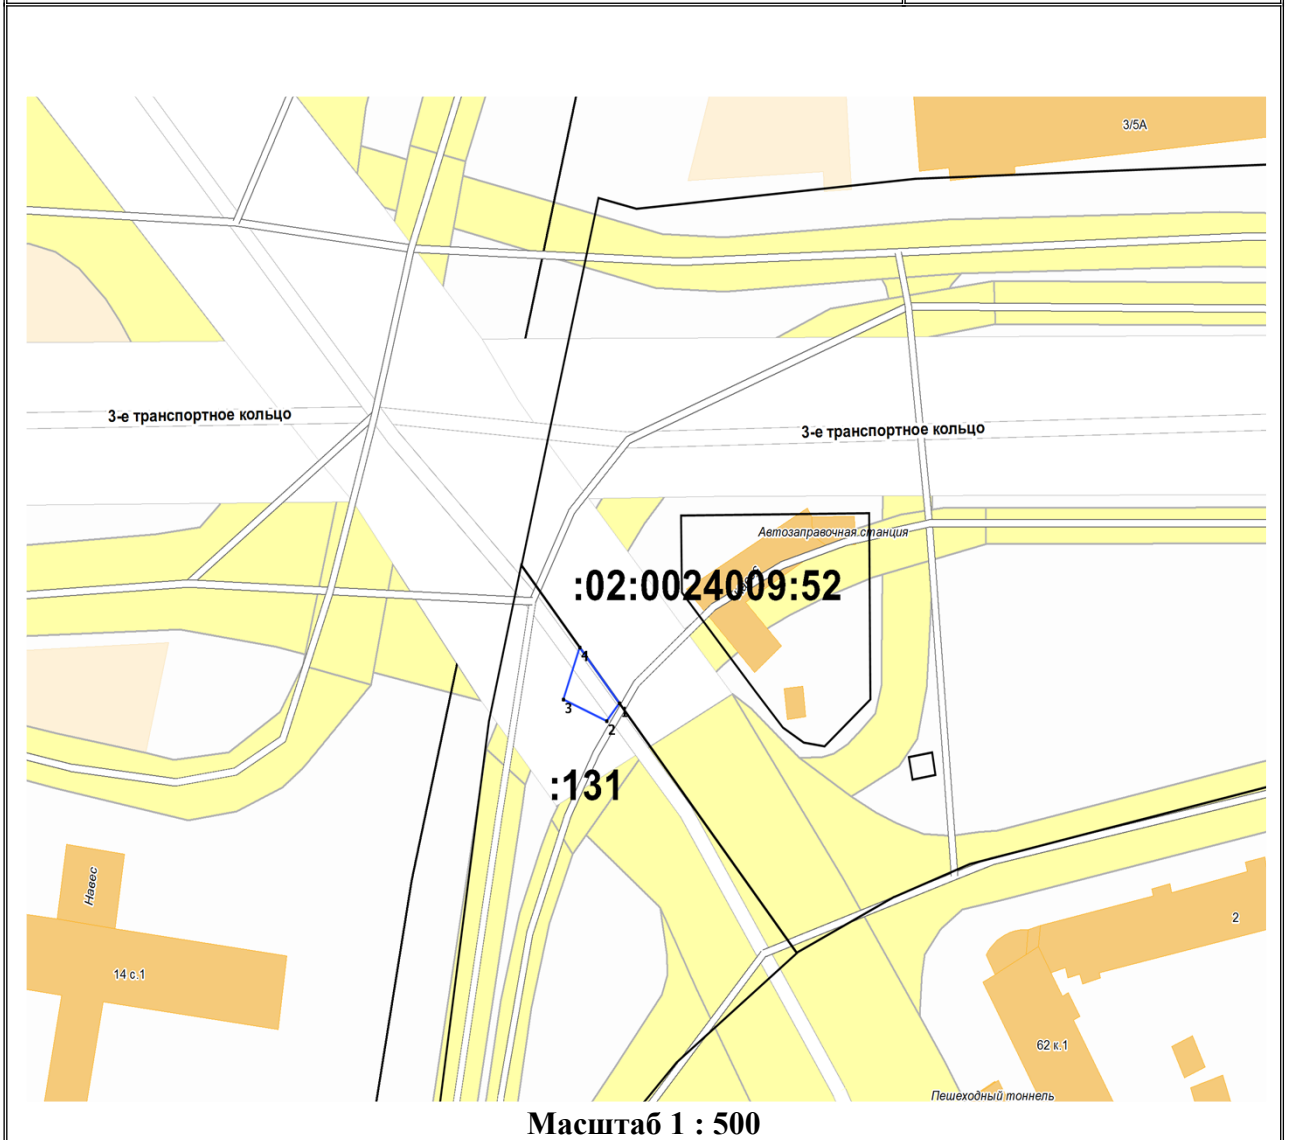 3/5А
3-е транспортное кольцо
3-е транспортное кольцо
Автозаправочная станция
Навес
:02:0024009:52
4
3
1
2
:131
Навес
14 с.1
2
62 к.1
Пешеходный тоннель
Масштаб 1 : 500